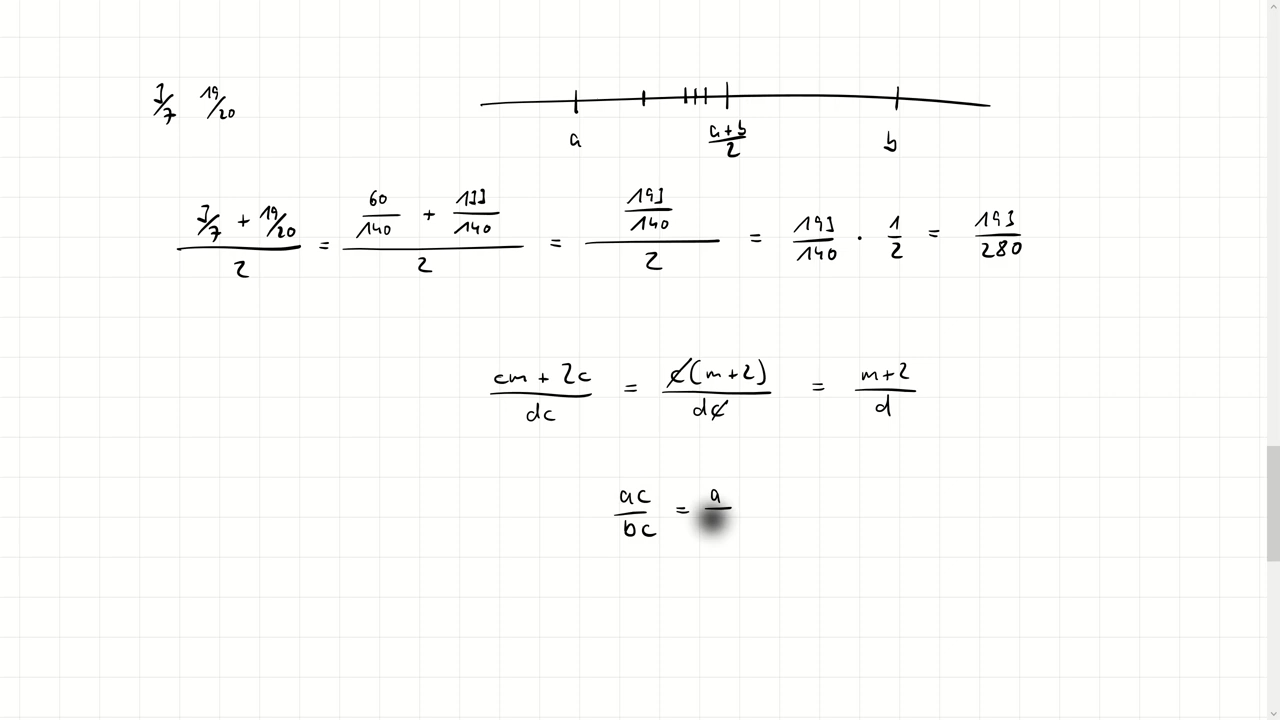 3/7 19/20
a (a+b)/2 b
(3/7 + 19/20)/2 = (60/140 + 133/140)/2 = (193/140)/2 = 193/140 · 1/2 = 193/280
(cm + 2c)/dc = c(m+2)/dc = (m+2)/d
ac/bc = a/